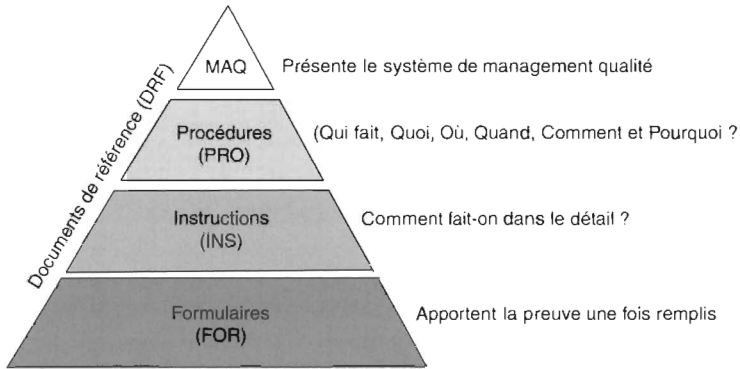 MAQ
Présente le système de management qualité
Documents de référence (DRF)
Procédures
(PRO)
(Qui fait, Quoi, Où, Quand, Comment et Pourquoi ?
Instructions
(INS)
Comment fait-on dans le détail ?
Formulaires
(FOR)
Apportent la preuve une fois remplis